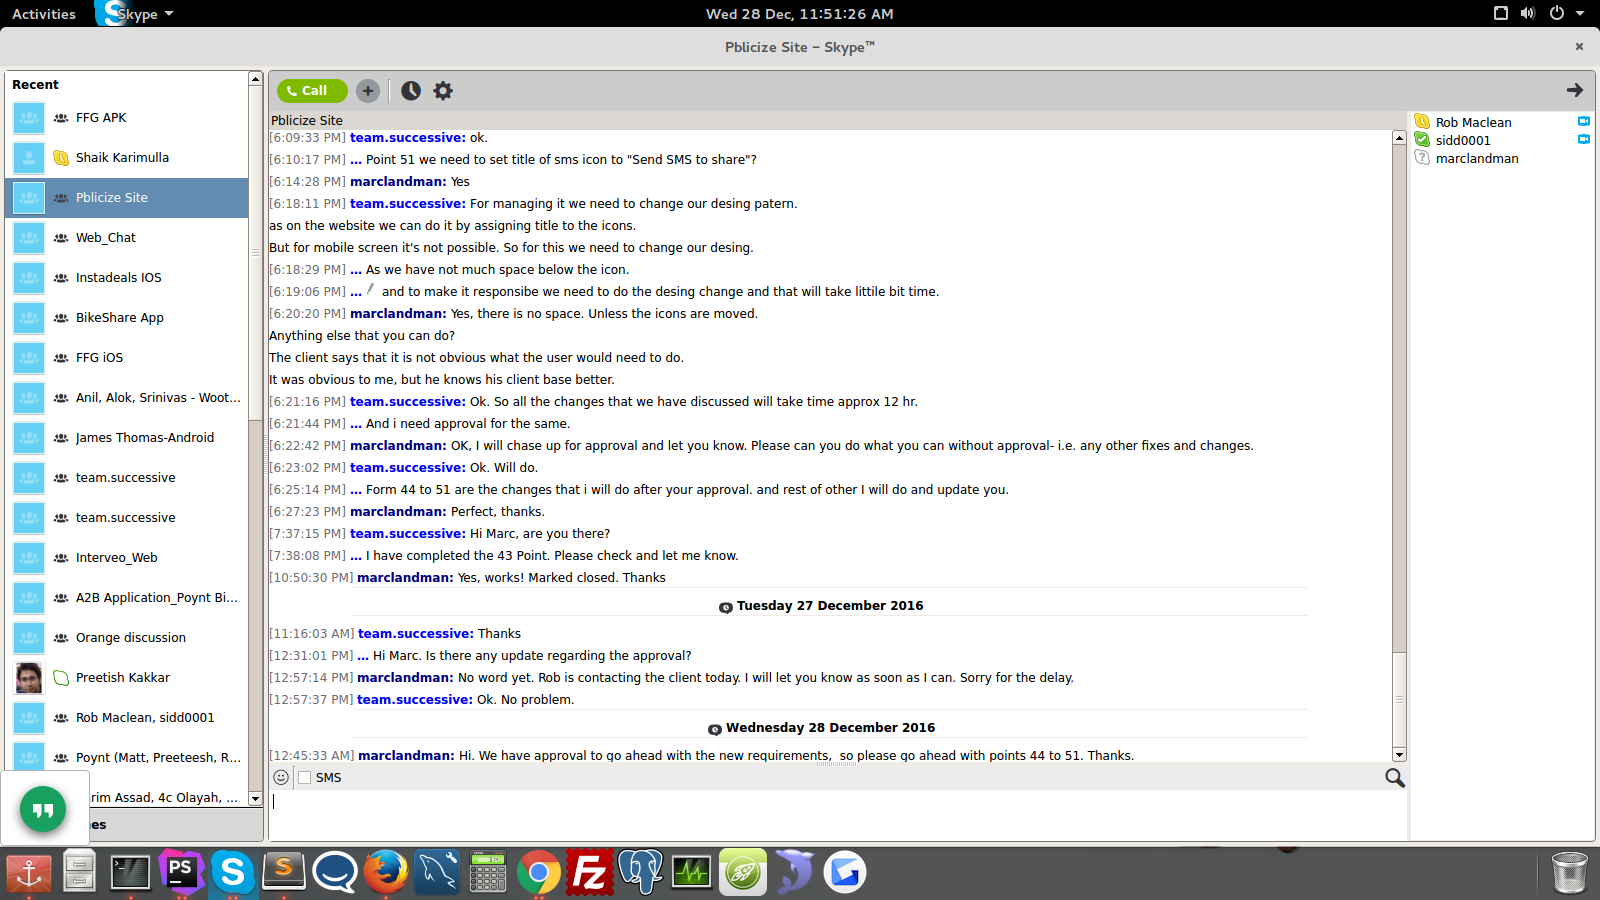 Activities
Skype
Wed 28 Dec, 11:51:26 AM
Pblicize Site – Skype™
Recent
FFG APK
Shaik Karimulla
Pblicize Site
Web_Chat
Instadeals IOS
BikeShare App
FFG iOS
Anil, Alok, Srinivas - Woot...
James Thomas-Android
team.successive
team.successive
Interveo_Web
A2B Application_Poynt Bi...
Orange discussion
Preetish Kakkar
Rob Maclean, sidd0001
Poynt (Matt, Preeteesh, R...
Assad, 4c Olayah, ...
Call
Pblicize Site
[6:09:33 PM] team.successive: ok.
[6:10:17 PM] ... Point 51 we need to set title of sms icon to "Send SMS to share"?
[6:14:28 PM] marclandman: Yes
[6:18:11 PM] team.successive: For managing it we need to change our desing patern.
as on the website we can do it by assigning title to the icons.
But for mobile screen it's not possible. So for this we need to change our desing.
[6:18:29 PM] ... As we have not much space below the icon.
[6:19:06 PM] ... and to make it responsibe we need to do the desing change and that will take littile bit time.
[6:20:20 PM] marclandman: Yes, there is no space. Unless the icons are moved.
Anything else that you can do?
The client says that it is not obvious what the user would need to do.
It was obvious to me, but he knows his client base better.
[6:21:16 PM] team.successive: Ok. So all the changes that we have discussed will take time approx 12 hr.
[6:21:44 PM] ... And i need approval for the same.
[6:22:42 PM] marclandman: OK, I will chase up for approval and let you know. Please can you do what you can without approval- i.e. any other fixes and changes.
[6:23:02 PM] team.successive: Ok. Will do.
[6:25:14 PM] ... Form 44 to 51 are the changes that i will do after your approval. and rest of other I will do and update you.
[6:27:23 PM] marclandman: Perfect, thanks.
[7:37:15 PM] team.successive: Hi Marc, are you there?
[7:38:08 PM] ... I have completed the 43 Point. Please check and let me know.
[10:50:30 PM] marclandman: Yes, works! Marked closed. Thanks
Tuesday 27 December 2016
[11:16:03 AM] team.successive: Thanks
[12:31:01 PM] ... Hi Marc. Is there any update regarding the approval?
[12:57:14 PM] marclandman: No word yet. Rob is contacting the client today. I will let you know as soon as I can. Sorry for the delay.
[12:57:37 PM] team.successive: Ok. No problem.
Wednesday 28 December 2016
[12:45:33 AM] marclandman: Hi. We have approval to go ahead with the new requirements,  so please go ahead with points 44 to 51. Thanks.
SMS
Rob Maclean
sidd0001
marclandman
PS
S
Fz